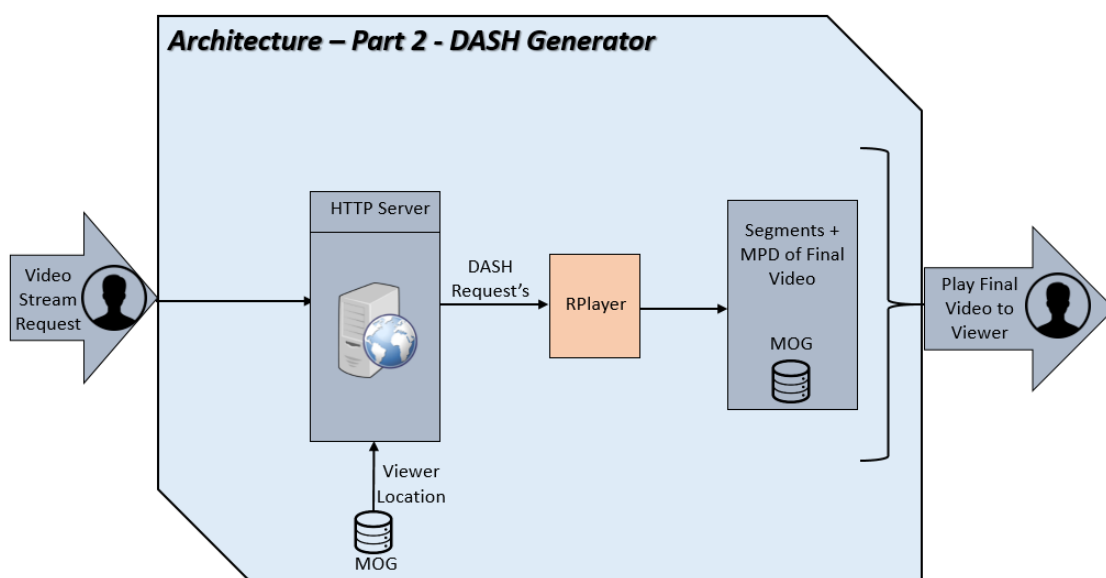 Architecture – Part 2 - DASH Generator
Video
Stream
Request
HTTP Server
DASH
Request's
RPlayer
Segments +
MPD of Final
Video
MOG
Play Final
Video to
Viewer
Viewer
Location
MOG